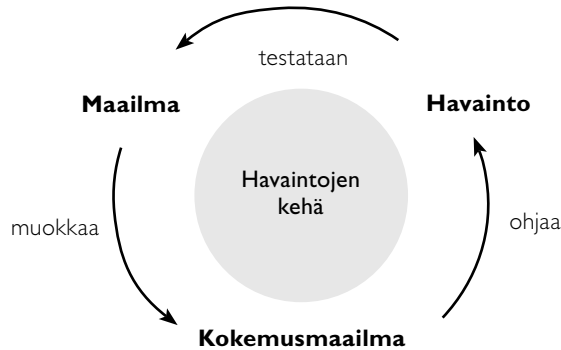 testataan
Maailma
Havainto
Havaintojen
kehä
muokkaa
ohjaa
Kokemusmaailma